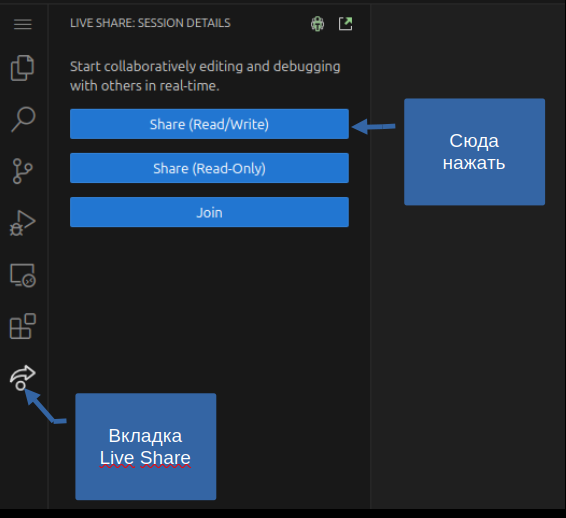 LIVE SHARE: SESSION DETAILS
Start collaboratively editing and debugging
with others in real-time.
Share (Read/Write)
Сюда
нажать
Share (Read-Only)
Join
Вкладка
Live Share